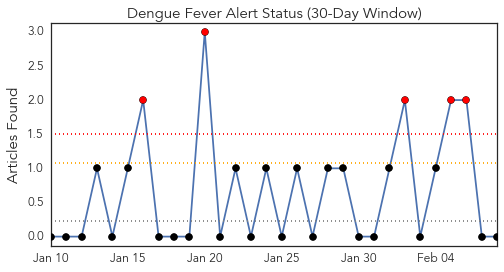 Dengue Fever Alert Status (30-Day Window)
Articles Found
3.0
2.5
2.0
1.5
1.0
0.5
0.0
Jan 10
Jan 15
Jan 20
Jan 25
Jan 30
Feb 04